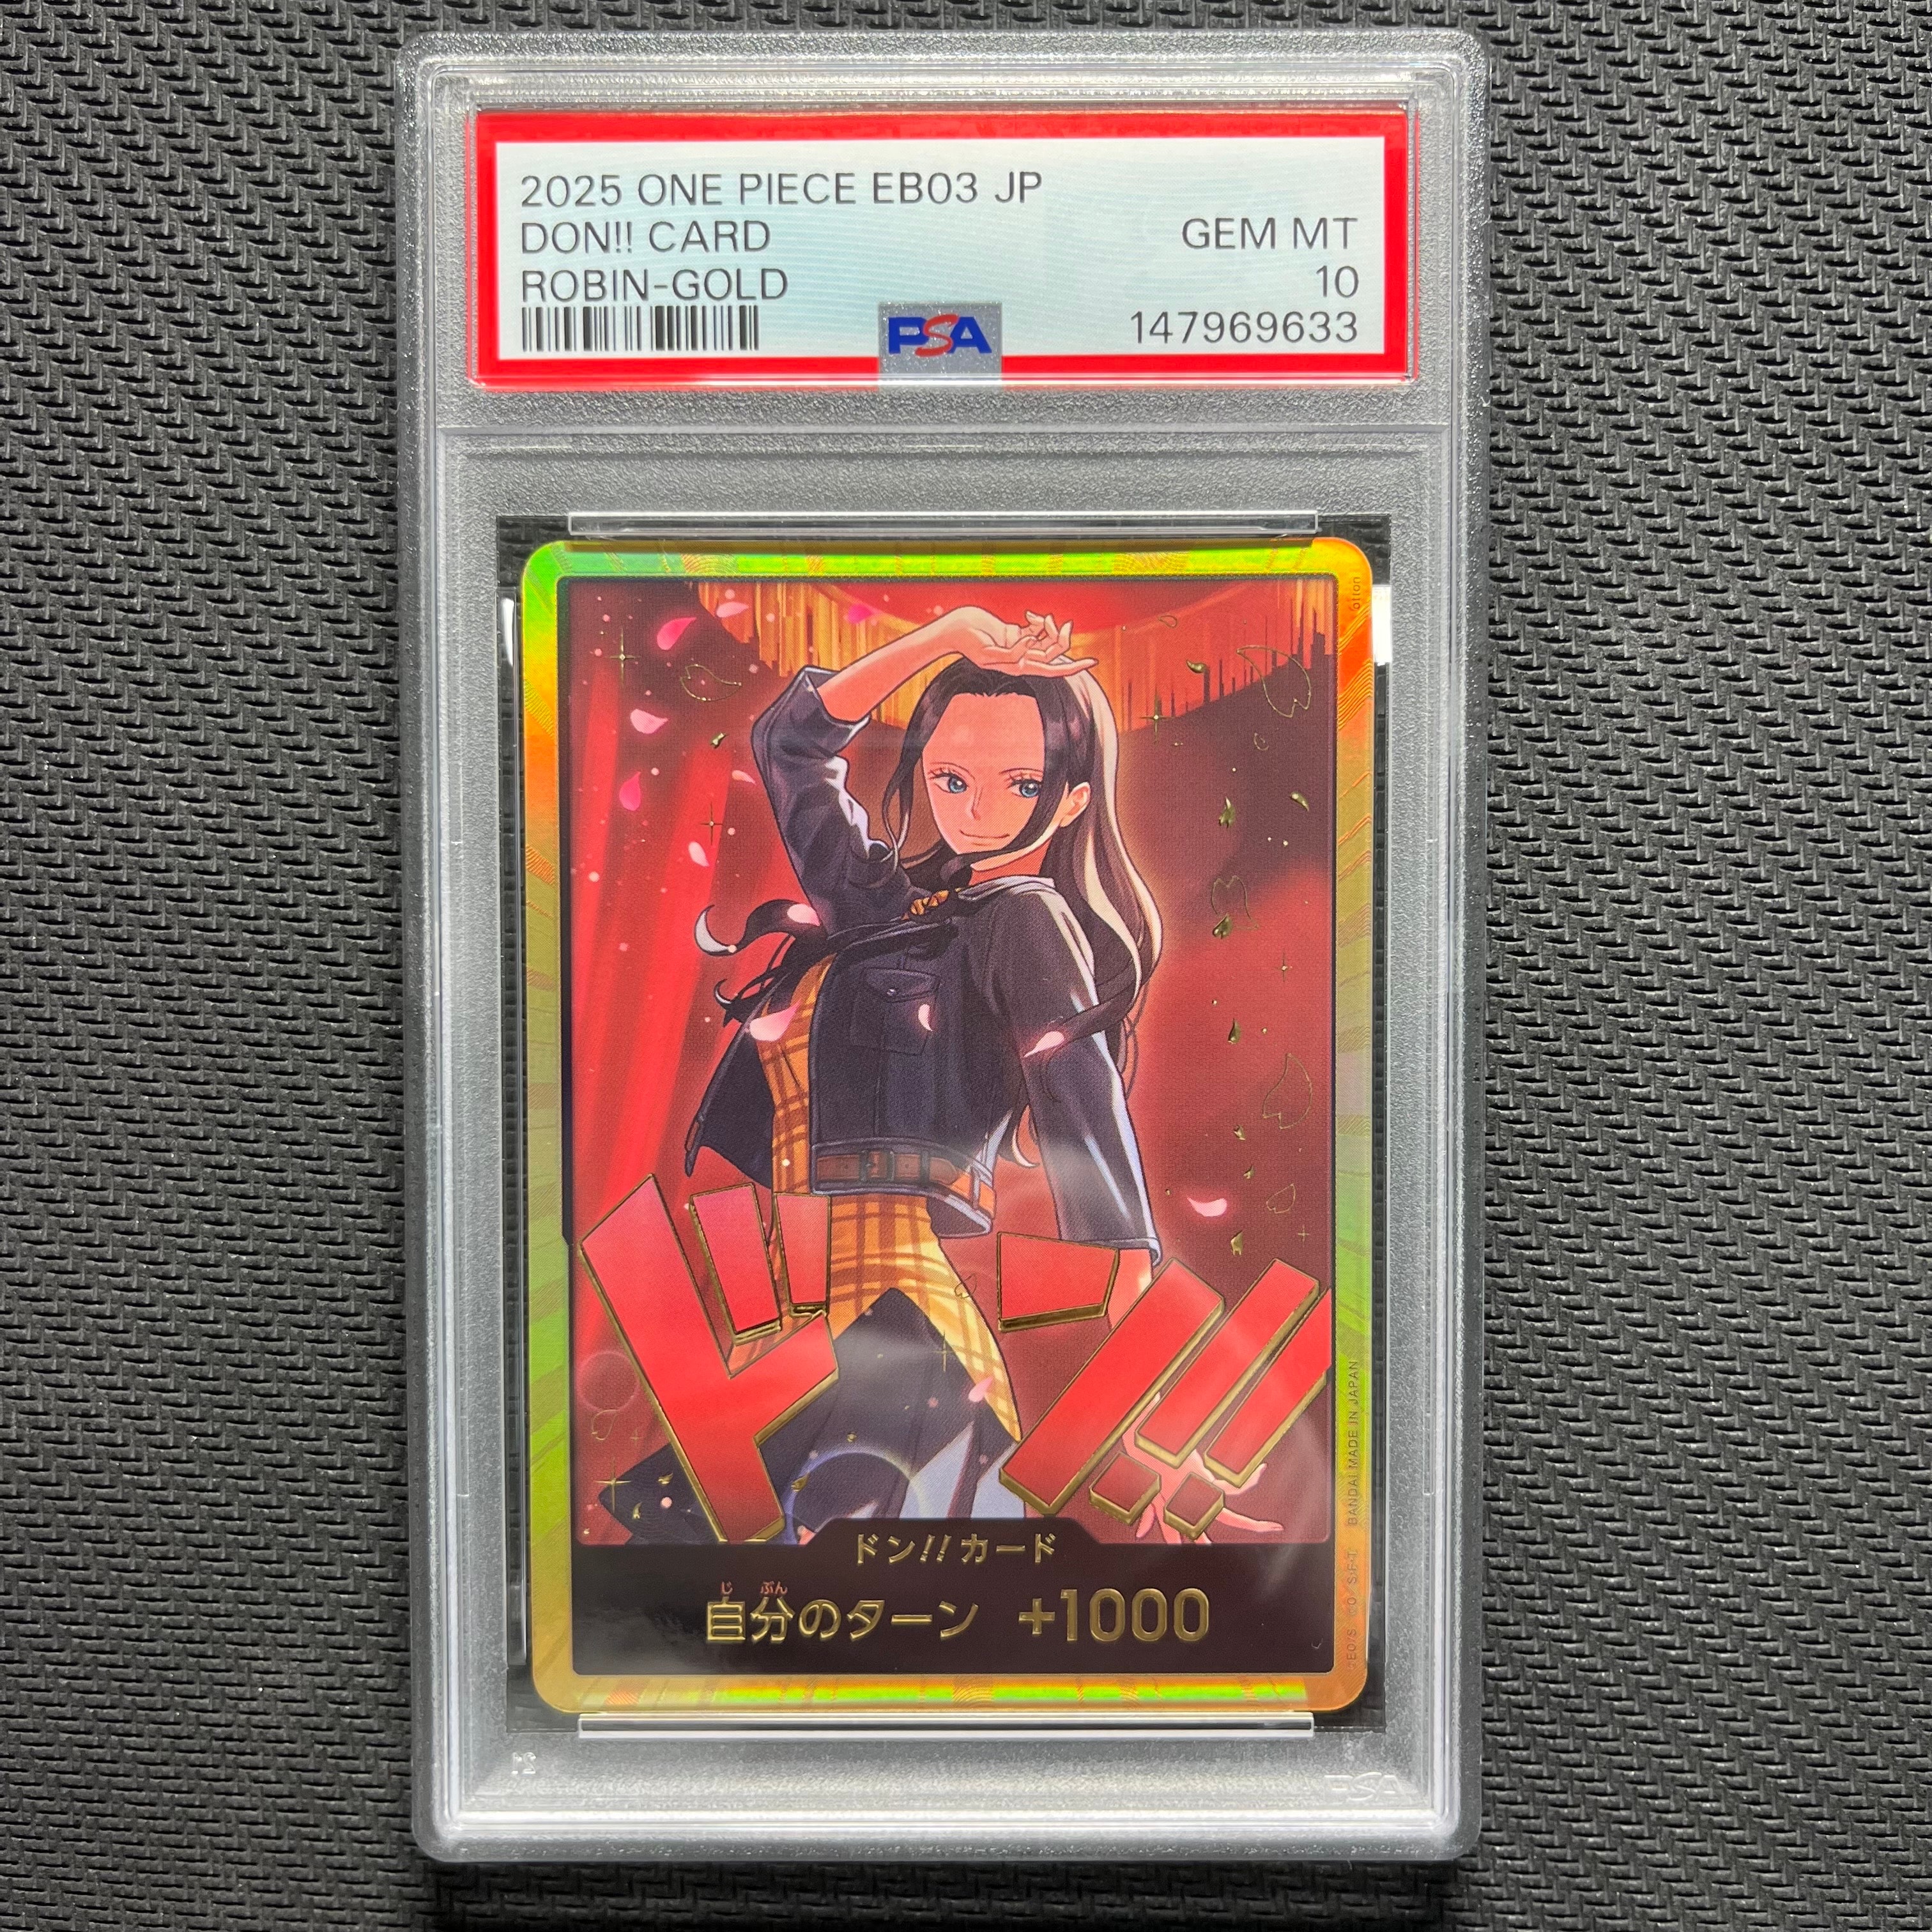 2025 ONE PIECE EB03 JP
DON!! CARD
GEM MT
ROBIN-GOLD
10
PSA
147969633
ドン!!
ドン!!カード
じ ぶん
自分のターン +1000
BANDAI MADE IN JAPAN
PSA